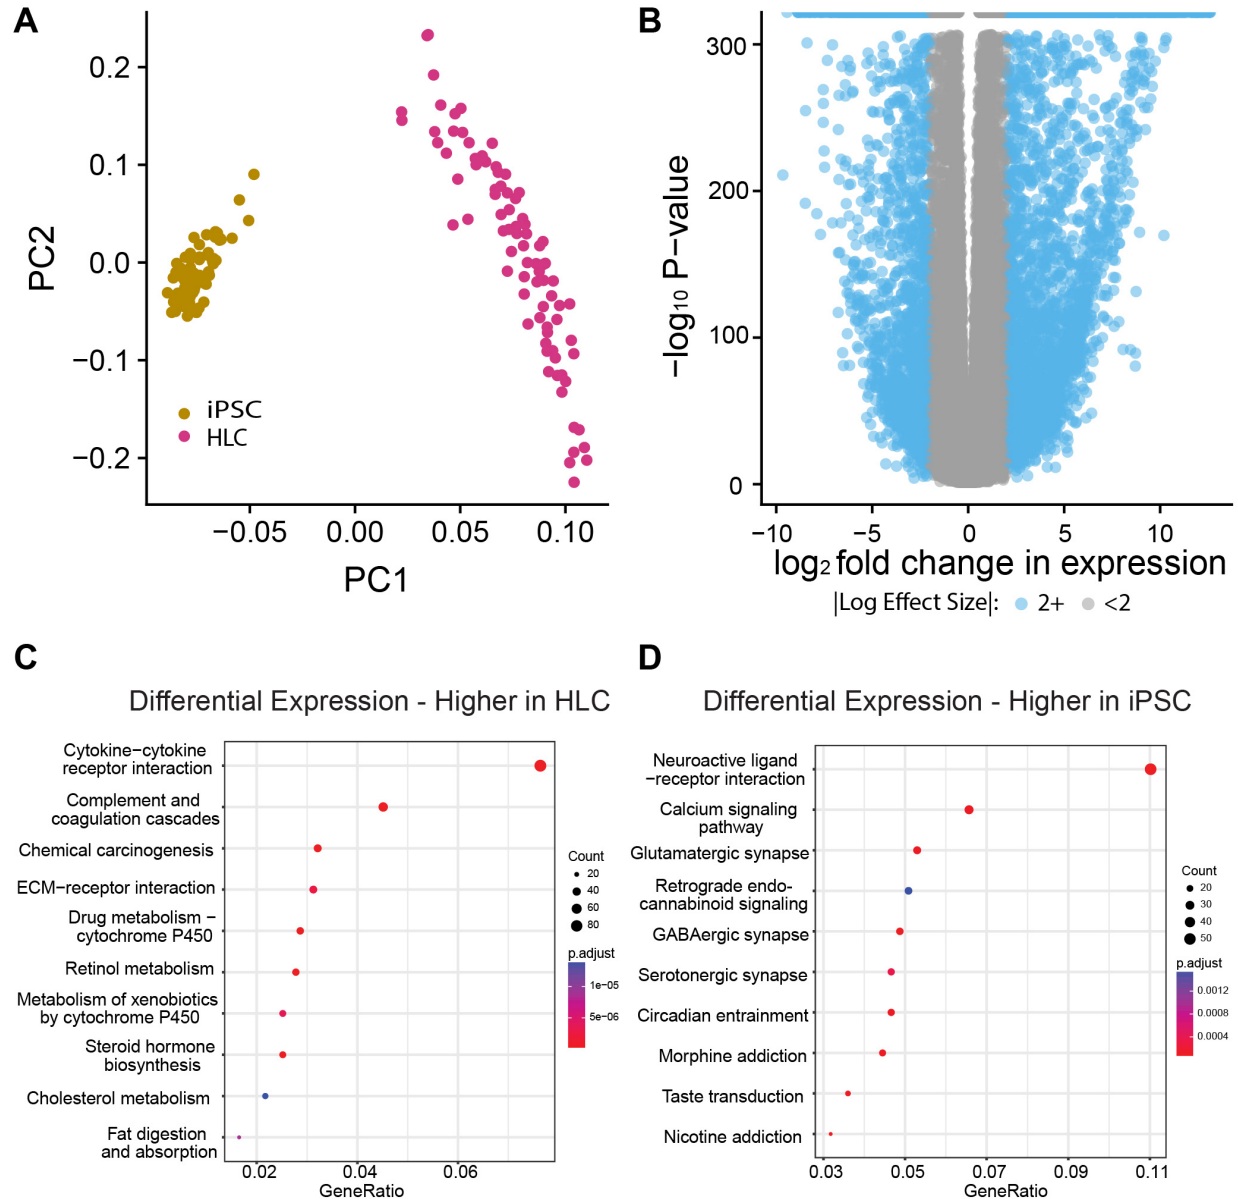 A
B
0.2
0.1
0.0
−0.1
−0.2
PC2
iPSC
HLC
−0.05
0.00
0.05
0.10
PC1
300
200
100
0
−log10 P−value
−10
−5
0
5
10
log2 fold change in expression
|Log Effect Size|: 2+ <2
C
D
Differential Expression - Higher in HLC
Cytokine−cytokine
receptor interaction
Complement and
coagulation cascades
Chemical carcinogenesis
ECM−receptor interaction
Drug metabolism −
cytochrome P450
Retinol metabolism
Metabolism of xenobiotics
by cytochrome P450
Steroid hormone
biosynthesis
Cholesterol metabolism
Fat digestion
and absorption
0.02
0.04
0.06
GeneRatio
Count
20
40
60
80
p.adjust
1e−05
5e−06
Differential Expression - Higher in iPSC
Neuroactive ligand
−receptor interaction
Calcium signaling
pathway
Glutamatergic synapse
Retrograde endo-
cannabinoid signaling
GABAergic synapse
Serotonergic synapse
Circadian entrainment
Morphine addiction
Taste transduction
Nicotine addiction
0.03
0.05
0.07
0.09
0.11
GeneRatio
Count
20
30
40
50
p.adjust
0.0012
0.0008
0.0004